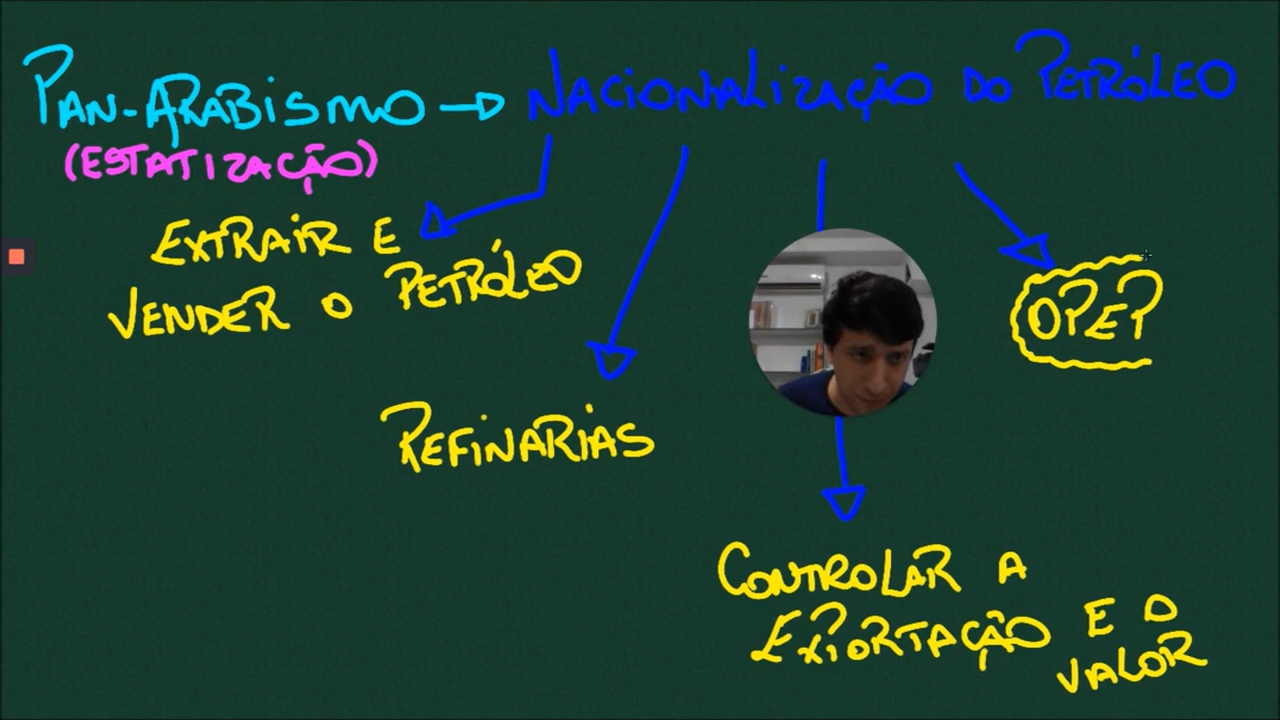 PAN-ARABISMO → NACIONALIZAÇÃO DO PETRÓLEO
(ESTATIZAÇÃO)
EXTRAIR E
VENDER O PETRÓLEO
OPEP
REFINARIAS
CONTROLAR A
EXPORTAÇÃO E O
VALOR